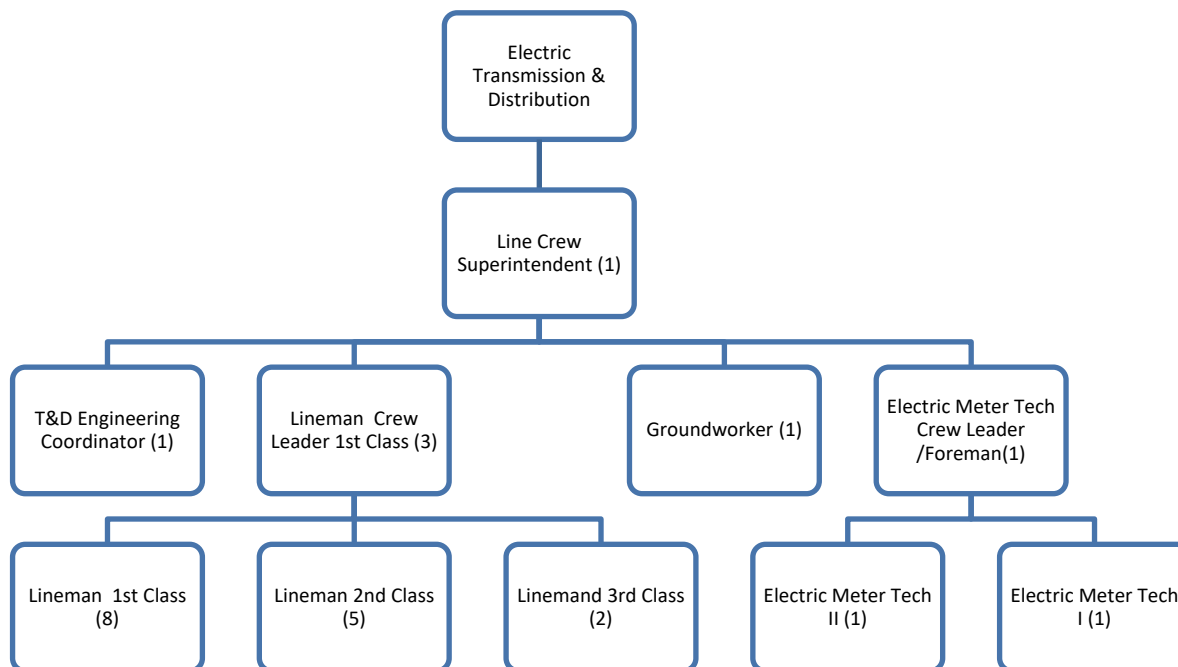 Electric
Transmission &
Distribution
Line Crew
Superintendent (1)
T&D Engineering
Coordinator (1)
Lineman  Crew
Leader 1st Class (3)
Groundworker (1)
Electric Meter Tech
Crew Leader
/Foreman(1)
Lineman  1st Class
(8)
Lineman 2nd Class
(5)
Linemand 3rd Class
(2)
Electric Meter Tech
II (1)
Electric Meter Tech
I (1)